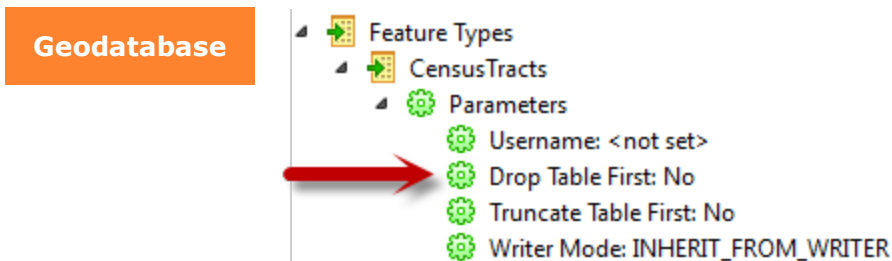 Geodatabase
Feature Types
CensusTracts
Parameters
Username: <not set>
Drop Table First: No
Truncate Table First: No
Writer Mode: INHERIT_FROM_WRITER